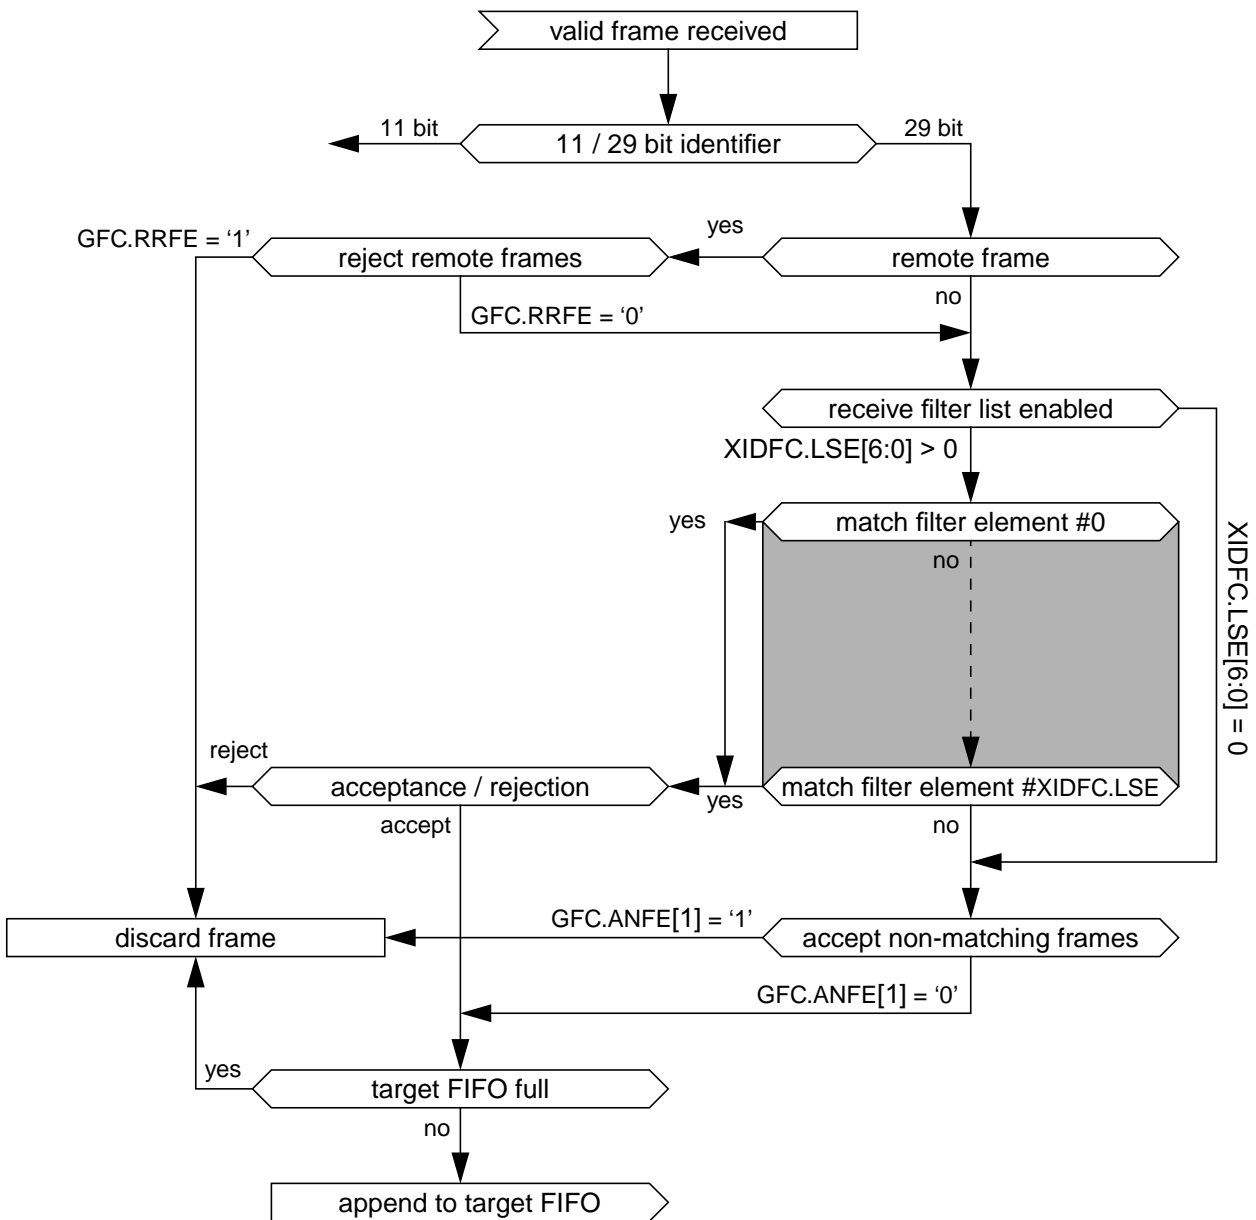 valid frame received
11 bit
11 / 29 bit identifier
29 bit
GFC.RRFE = ‘1’
reject remote frames
yes
remote frame
no
GFC.RRFE = ‘0’
receive filter list enabled
XIDFC.LSE[6:0] > 0
yes
match filter element #0
no
XIDFC.LSE[6:0] = 0
reject
acceptance / rejection
yes
match filter element #XIDFC.LSE
accept
no
discard frame
GFC.ANFE[1] = ‘1’
accept non-matching frames
GFC.ANFE[1] = ‘0’
yes
target FIFO full
no
append to target FIFO